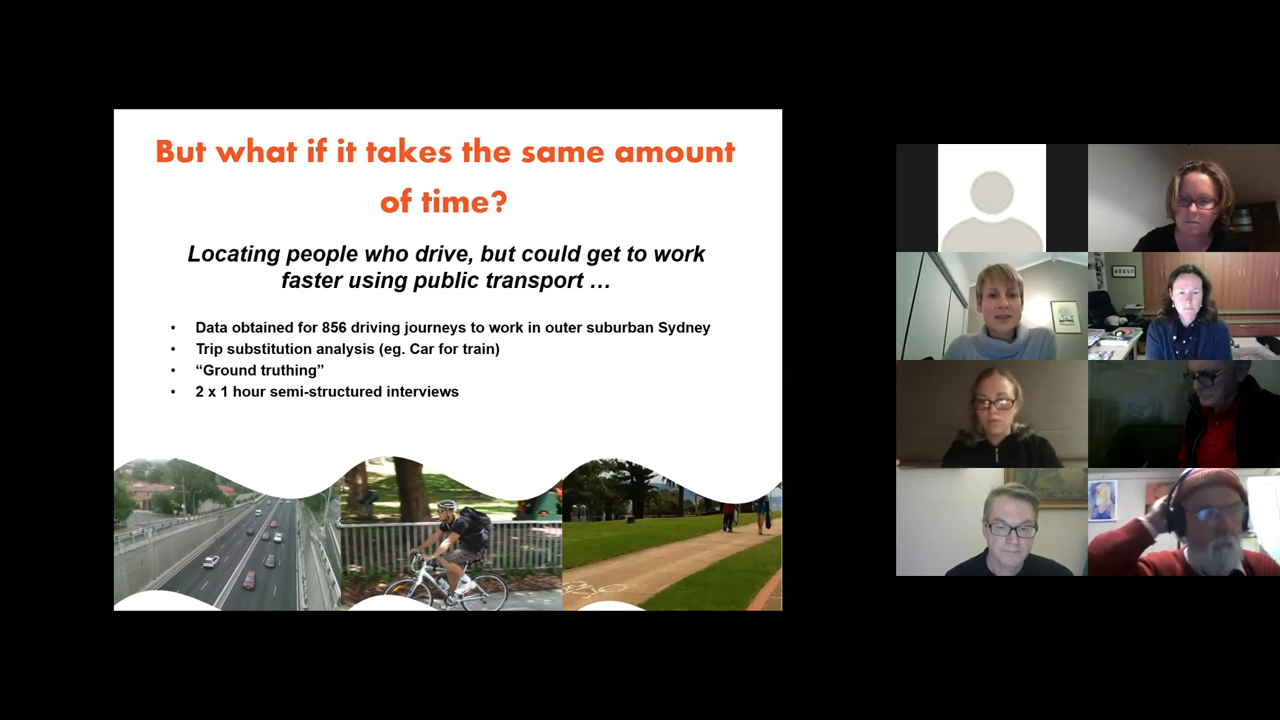 But what if it takes the same amount
of time?
Locating people who drive, but could get to work
faster using public transport …
• Data obtained for 856 driving journeys to work in outer suburban Sydney
• Trip substitution analysis (eg. Car for train)
• “Ground truthing”
• 2 x 1 hour semi-structured interviews